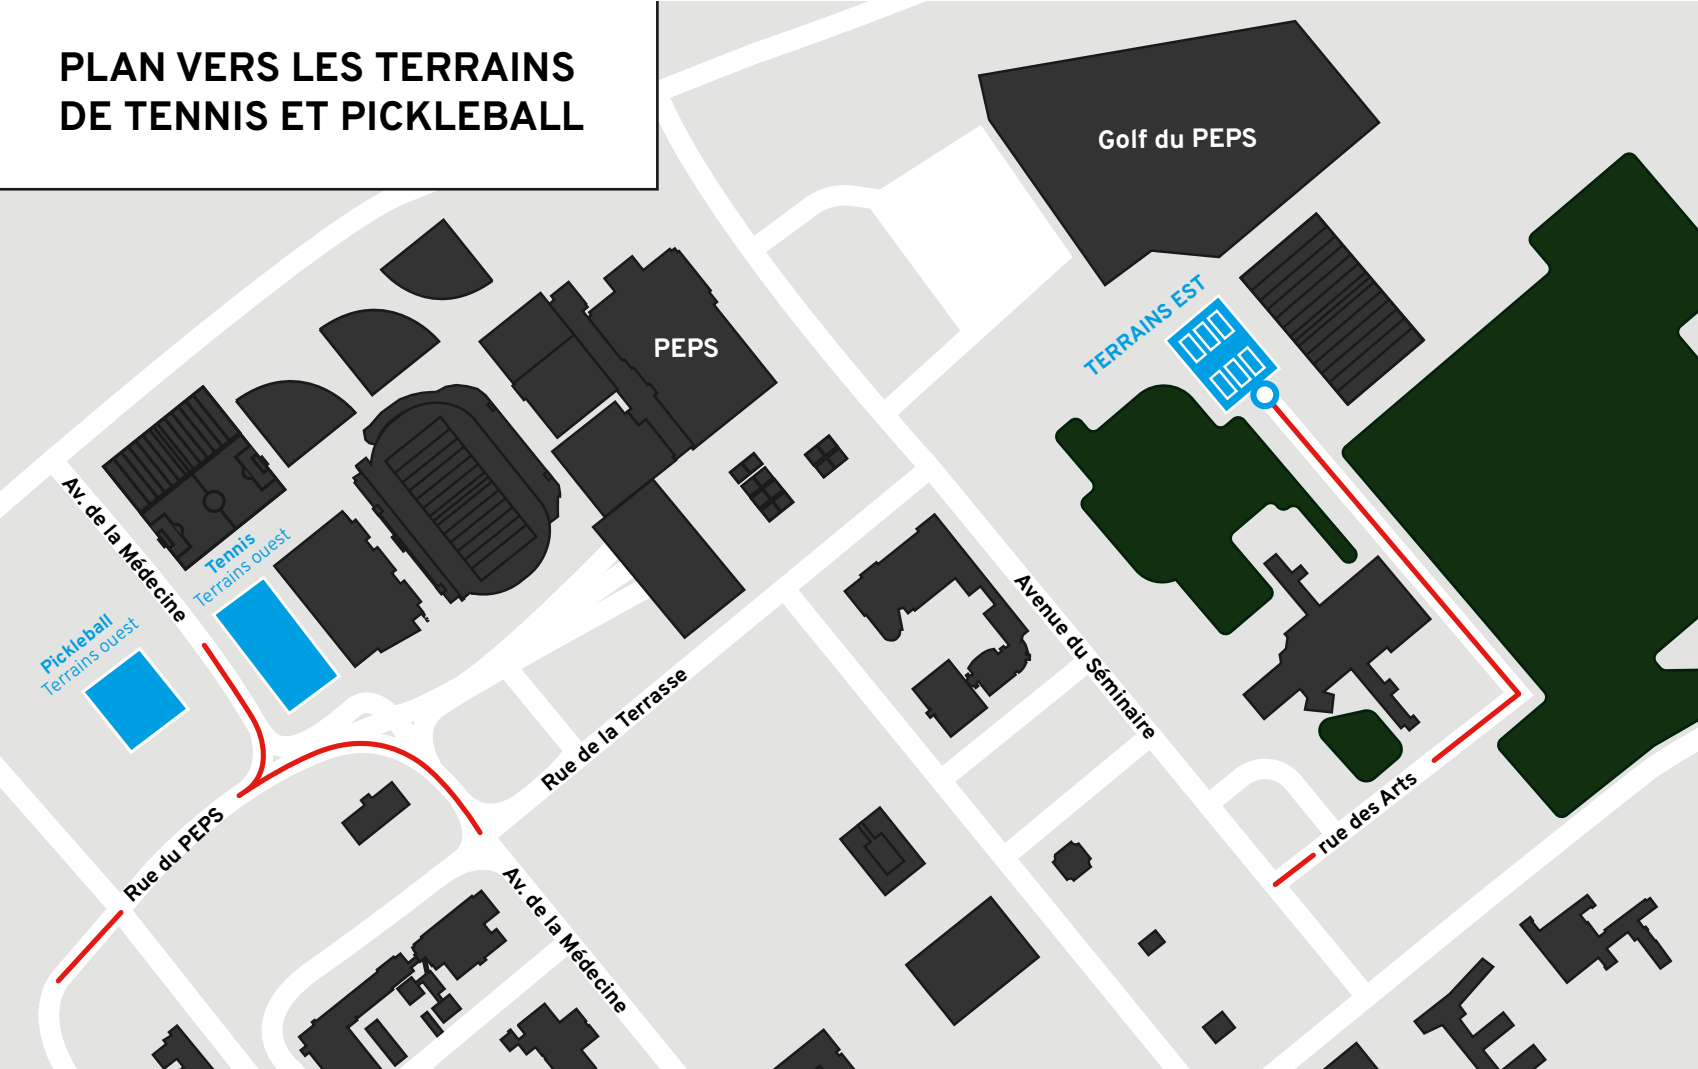 PLAN VERS LES TERRAINS
DE TENNIS ET PICKLEBALL
Golf du PEPS
TERRAINS EST
PEPS
Av. de la Médecine
Tennis
Terrains ouest
Pickleball
Terrains ouest
Avenue du Séminaire
Rue de la Terrasse
Rue du PEPS
rue des Arts
Av. de la Médecine